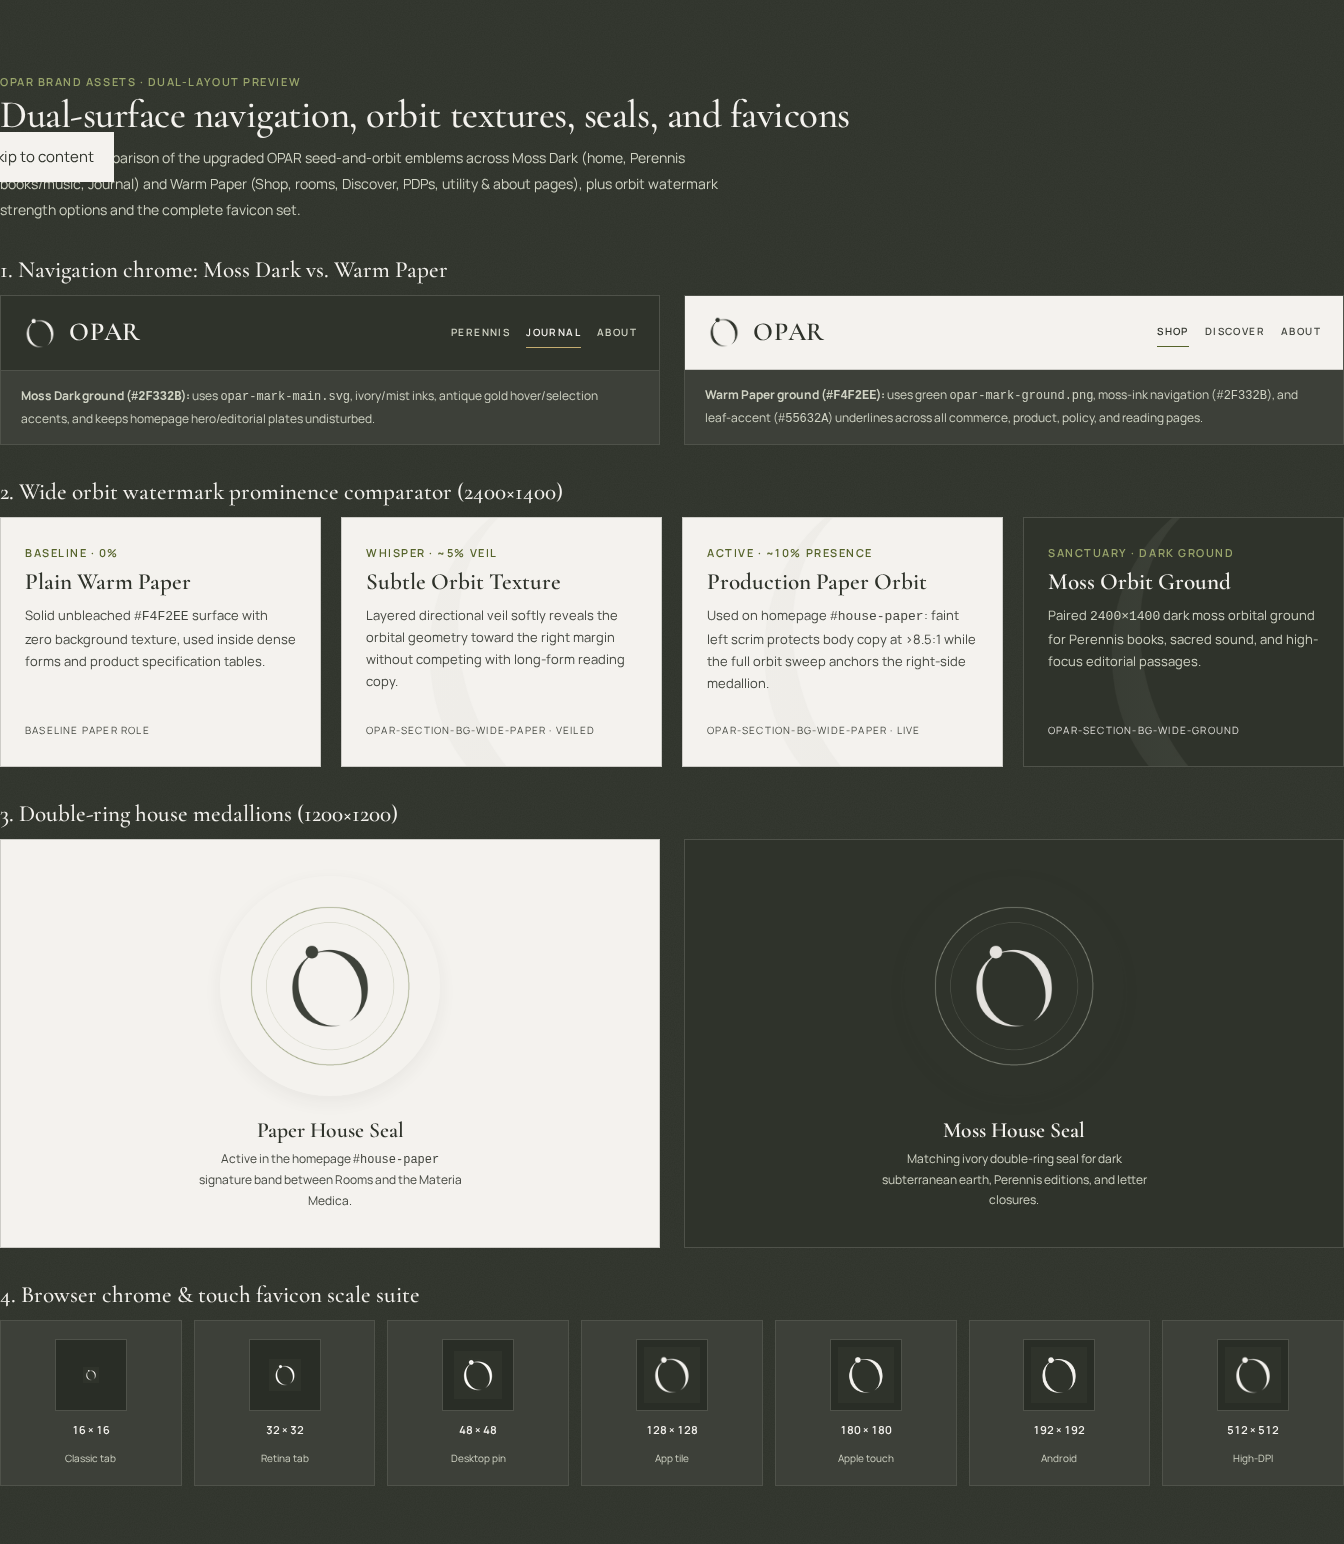 OPAR BRAND ASSETS · DUAL-LAYOUT PREVIEW
Dual-surface navigation, orbit textures, seals, and favicons
kip to content
parison of the upgraded OPAR seed-and-orbit emblems across Moss Dark (home, Perennis
books/music, Journal) and Warm Paper (Shop, rooms, Discover, PDPs, utility & about pages), plus orbit watermark
strength options and the complete favicon set.
1. Navigation chrome: Moss Dark vs. Warm Paper
OPAR
PERENNIS JOURNAL ABOUT
Moss Dark ground (#2F332B): uses opar-mark-main.svg, ivory/mist inks, antique gold hover/selection
accents, and keeps homepage hero/editorial plates undisturbed.
OPAR
SHOP DISCOVER ABOUT
Warm Paper ground (#F4F2EE): uses green opar-mark-ground.png, moss-ink navigation (#2F332B), and
leaf-accent (#55632A) underlines across all commerce, product, policy, and reading pages.
2. Wide orbit watermark prominence comparator (2400×1400)
BASELINE · 0%
Plain Warm Paper
Solid unbleached #F4F2EE surface with
zero background texture, used inside dense
forms and product specification tables.
BASELINE PAPER ROLE
WHISPER · ~5% VEIL
Subtle Orbit Texture
Layered directional veil softly reveals the
orbital geometry toward the right margin
without competing with long-form reading
copy.
OPAR-SECTION-BG-WIDE-PAPER · VEILED
ACTIVE · ~10% PRESENCE
Production Paper Orbit
Used on homepage #house-paper: faint
left scrim protects body copy at >8.5:1 while
the full orbit sweep anchors the right-side
medallion.
OPAR-SECTION-BG-WIDE-PAPER · LIVE
SANCTUARY · DARK GROUND
Moss Orbit Ground
Paired 2400×1400 dark moss orbital ground
for Perennis books, sacred sound, and high-
focus editorial passages.
OPAR-SECTION-BG-WIDE-GROUND
3. Double-ring house medallions (1200×1200)
Paper House Seal
Active in the homepage #house-paper
signature band between Rooms and the Materia
Medica.
Moss House Seal
Matching ivory double-ring seal for dark
subterranean earth, Perennis editions, and letter
closures.
4. Browser chrome & touch favicon scale suite
16 × 16
Classic tab
32 × 32
Retina tab
48 × 48
Desktop pin
128 × 128
App tile
180 × 180
Apple touch
192 × 192
Android
512 × 512
High-DPI